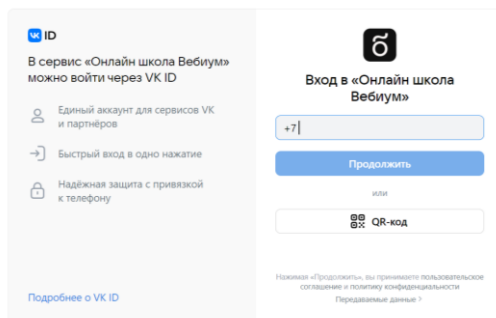 VK ID
В сервис «Онлайн школа Вебиум»
можно войти через VK ID
Единый аккаунт для сервисов VK
и партнёров
Быстрый вход в одно нажатие
Надёжная защита с привязкой
к телефону
Подробнее о VK ID
б
Вход в «Онлайн школа
Вебиум»
+7
Продолжить
или
QR-код
Нажимая «Продолжить», вы принимаете пользовательское
соглашение и политику конфиденциальности
Передаваемые данные >